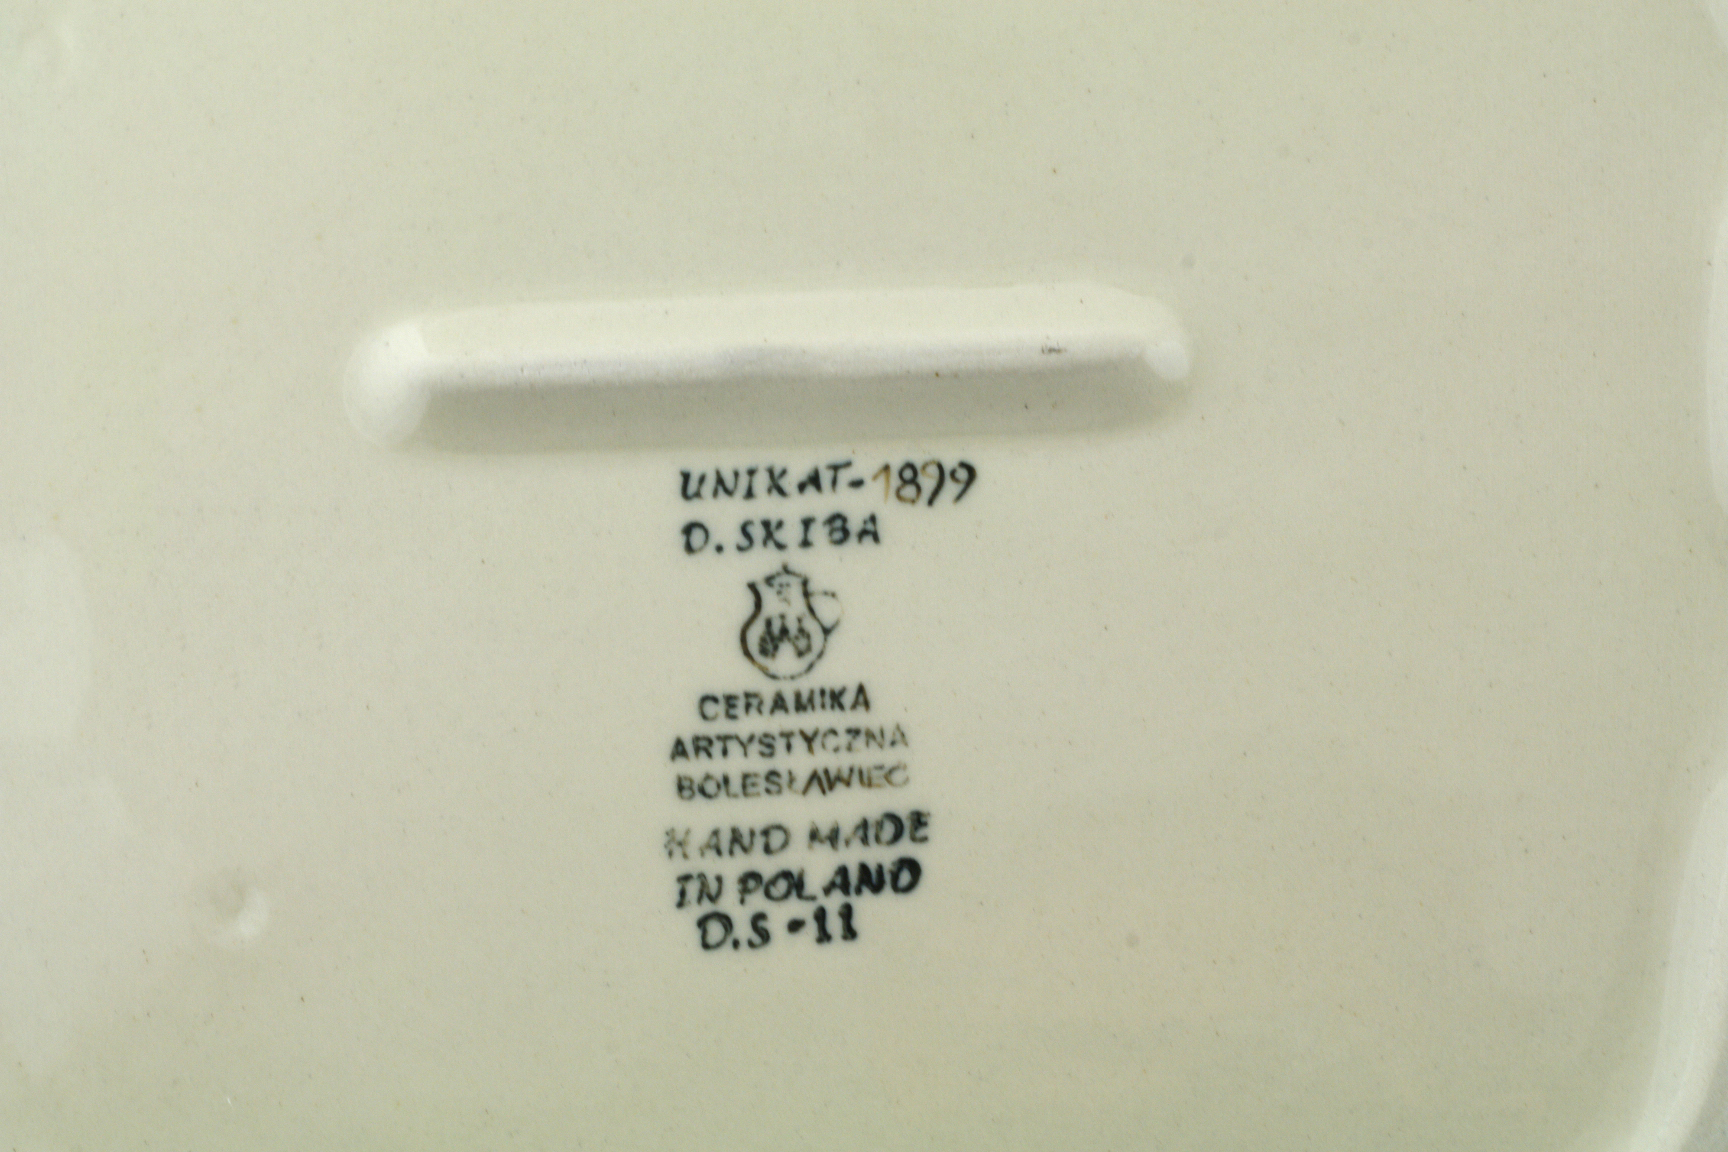 UNIKAT-1899
D. SKIBA
CERAMIKA
ARTYSTYCZNA
BOLESŁAWIEC
HAND MADE
IN POLAND
D.S-11